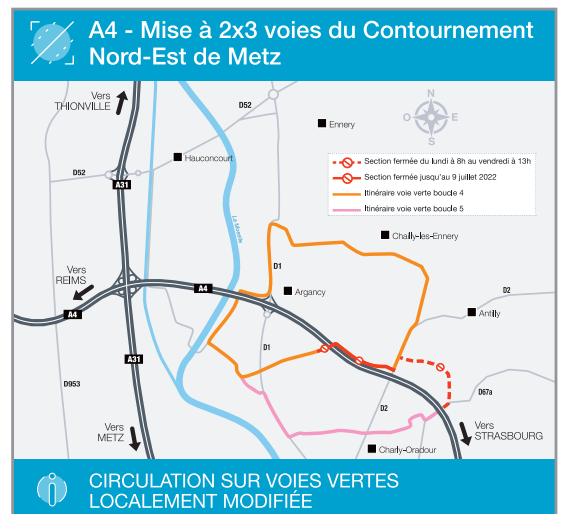 A4 - Mise à 2x3 voies du Contournement
Nord-Est de Metz
Vers
THIONVILLE
D52
Ennery
N
O
E
S
Hauconcourt
D52
A31
Section fermée du lundi à 8h au vendredi à 13h
Section fermée jusqu'au 9 juillet 2022
Itinéraire voie verte boucle 4
Itinéraire voie verte boucle 5
La Moselle
Chailly-les-Ennery
D1
Vers
REIMS
A4
Argancy
D2
A4
Antilly
D1
A31
D953
D67a
D2
Vers
METZ
Vers
STRASBOURG
Charly-Oradour
CIRCULATION SUR VOIES VERTES
LOCALEMENT MODIFIÉE